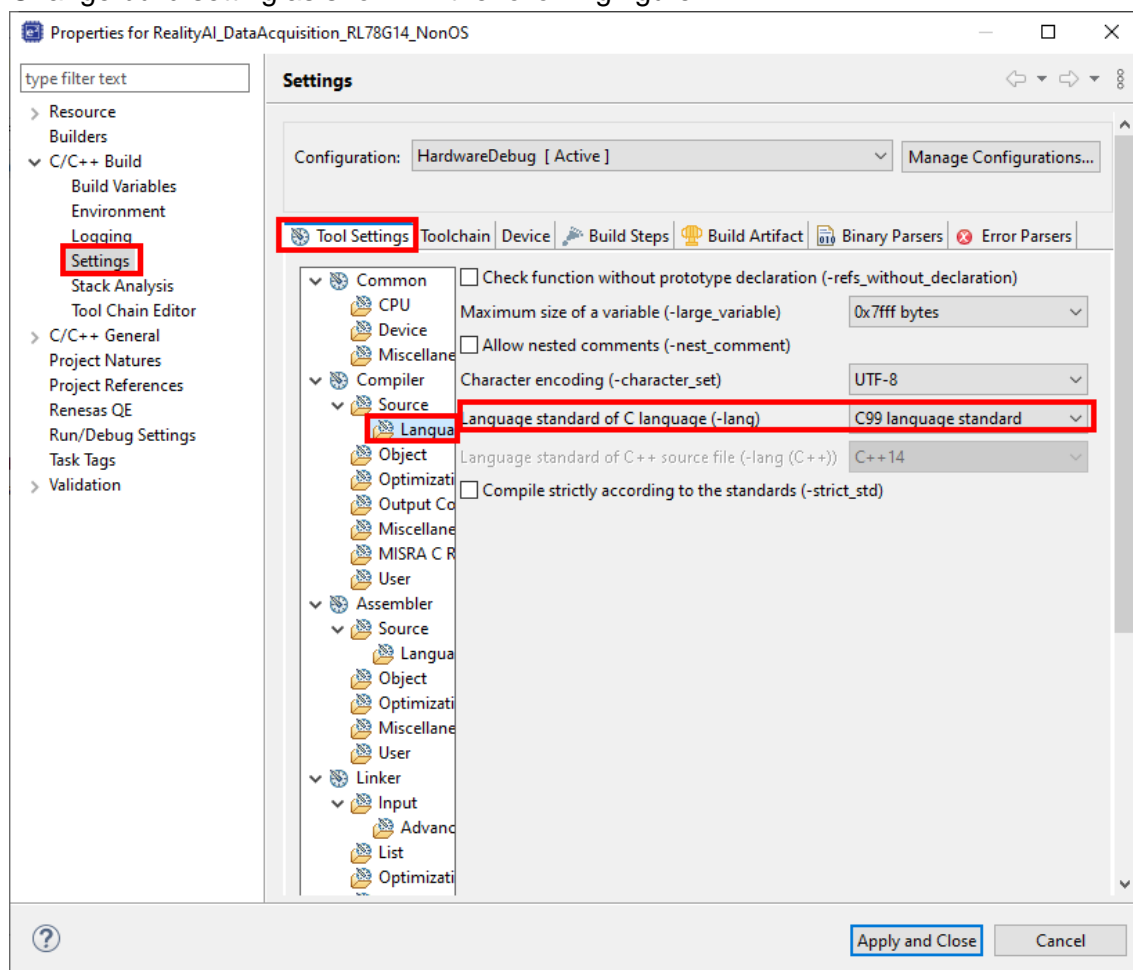 Properties for RealityAI_DataAcquisition_RL78G14_NonOS
type filter text
Resource
Builders
C/C++ Build
Build Variables
Environment
Logging
Settings
Stack Analysis
Tool Chain Editor
C/C++ General
Project Natures
Project References
Renesas QE
Run/Debug Settings
Task Tags
Validation
Settings
Configuration: HardwareDebug [ Active ] Manage Configurations...
Tool Settings Toolchain Device Build Steps Build Artifact Binary Parsers Error Parsers
Common
CPU
Device
Miscellane
Compiler
Source
Langua
Object
Optimizati
Output Co
Miscellane
MISRA C R
User
Assembler
Source
Langua
Object
Optimizati
Miscellane
User
Linker
Input
Advanc
List
Optimizati
Check function without prototype declaration (-refs_without_declaration)
Maximum size of a variable (-large_variable) 0x7fff bytes
Allow nested comments (-nest_comment)
Character encoding (-character_set) UTF-8
Language standard of C language (-lang) C99 language standard
Language standard of C++ source file (-lang (C++)) C++14
Compile strictly according to the standards (-strict_std)
Apply and Close Cancel